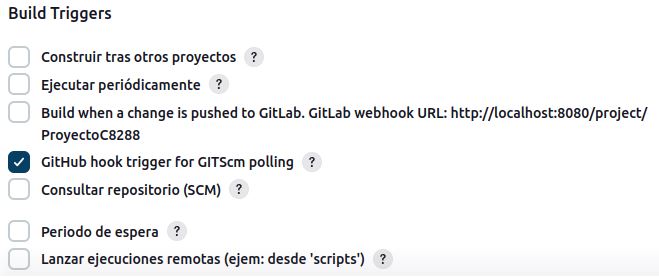 Build Triggers
Construir tras otros proyectos ?
Ejecutar periódicamente ?
Build when a change is pushed to GitLab. GitLab webhook URL: http://localhost:8080/project/
ProyectoC8288
GitHub hook trigger for GITScm polling ?
Consultar repositorio (SCM) ?
Periodo de espera ?
Lanzar ejecuciones remotas (ejem: desde 'scripts') ?